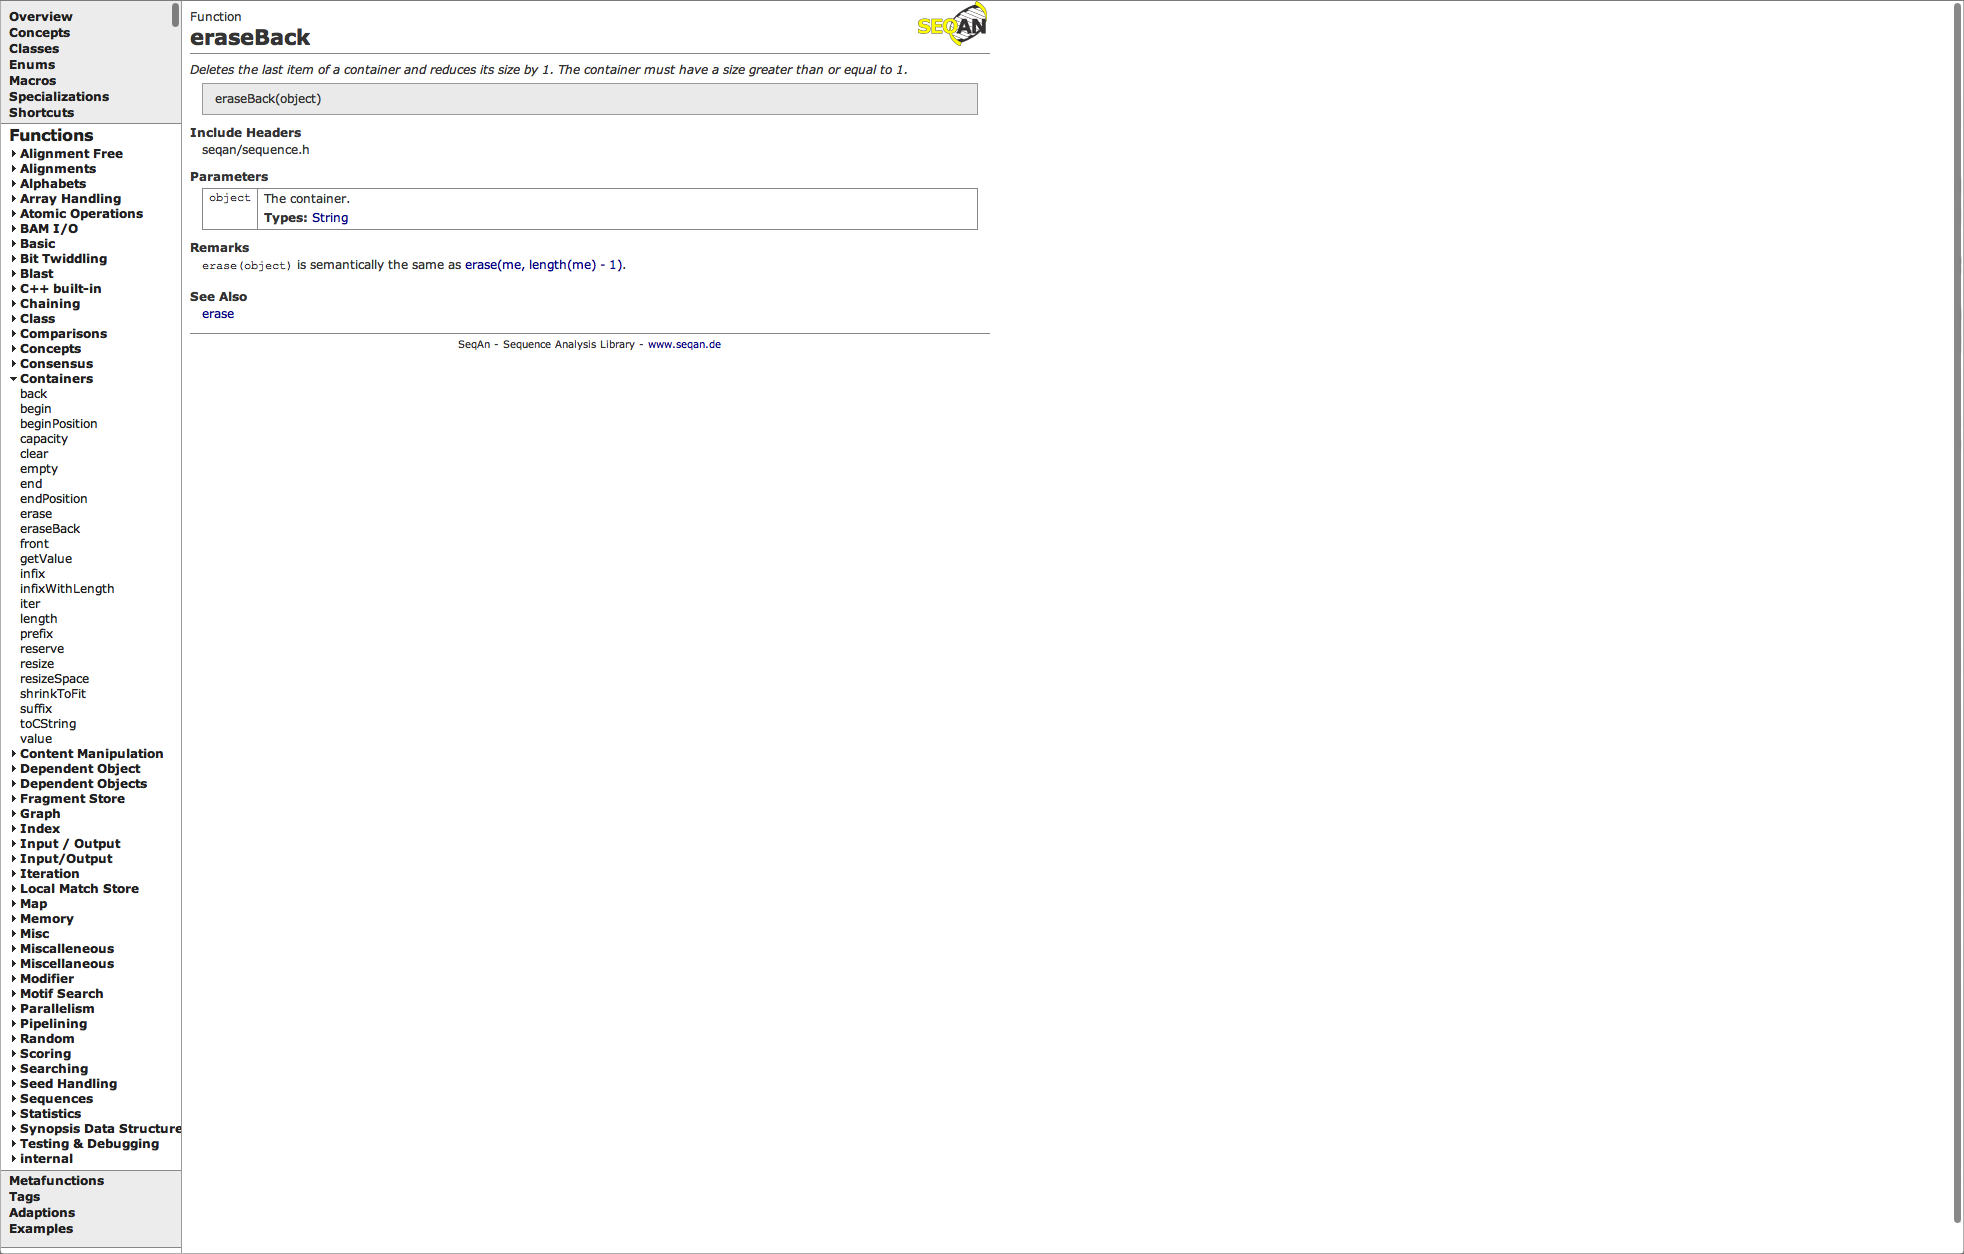 Overview
Concepts
Classes
Enums
Macros
Specializations
Shortcuts
Functions
Alignment Free
Alignments
Alphabets
Array Handling
Atomic Operations
BAM I/O
Basic
Bit Twiddling
Blast
C++ built-in
Chaining
Class
Comparisons
Concepts
Consensus
Containers
back
begin
beginPosition
capacity
clear
empty
end
endPosition
erase
eraseBack
front
getValue
infix
infixWithLength
iter
length
prefix
reserve
resize
resizeSpace
shrinkToFit
suffix
toCString
value
Content Manipulation
Dependent Object
Dependent Objects
Fragment Store
Graph
Index
Input / Output
Input/Output
Iteration
Local Match Store
Map
Memory
Misc
Miscalleneous
Miscellaneous
Modifier
Motif Search
Parallelism
Pipelining
Random
Scoring
Searching
Seed Handling
Sequences
Statistics
Synopsis Data Structure
Testing & Debugging
internal
Metafunctions
Tags
Adaptions
Examples
Function
eraseBack
SEQAN
Deletes the last item of a container and reduces its size by 1. The container must have a size greater than or equal to 1.
eraseBack(object)
Include Headers
seqan/sequence.h
Parameters
object The container.
Types: String
Remarks
erase(object) is semantically the same as erase(me, length(me) - 1).
See Also
erase
SeqAn - Sequence Analysis Library - www.seqan.de